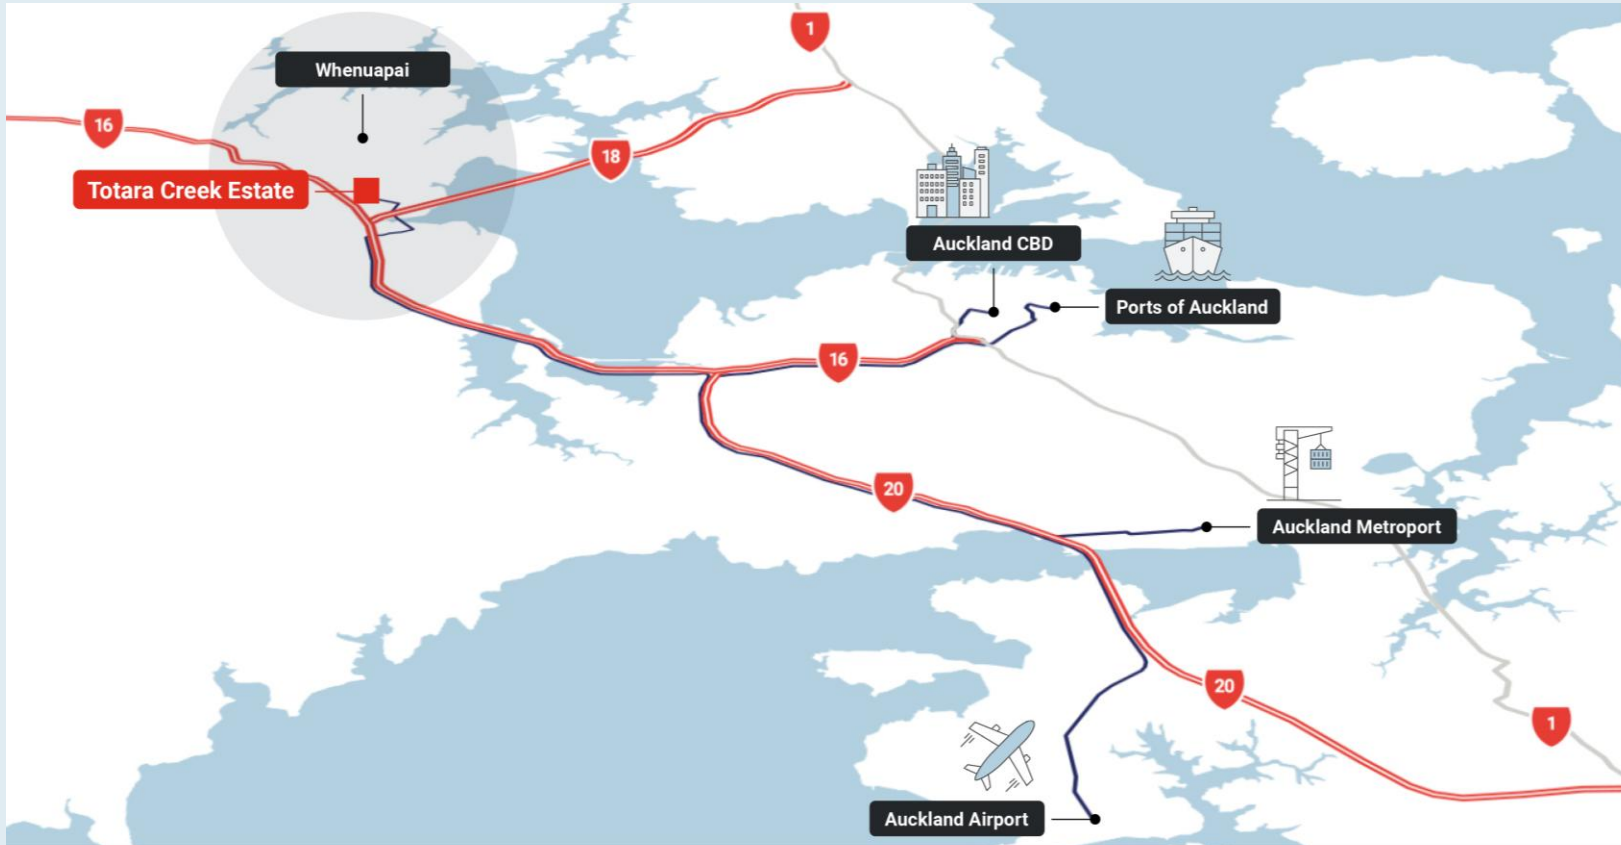 1
Whenuapai
16
18
Totara Creek Estate
Auckland CBD
Ports of Auckland
16
20
Auckland Metroport
20
1
Auckland Airport